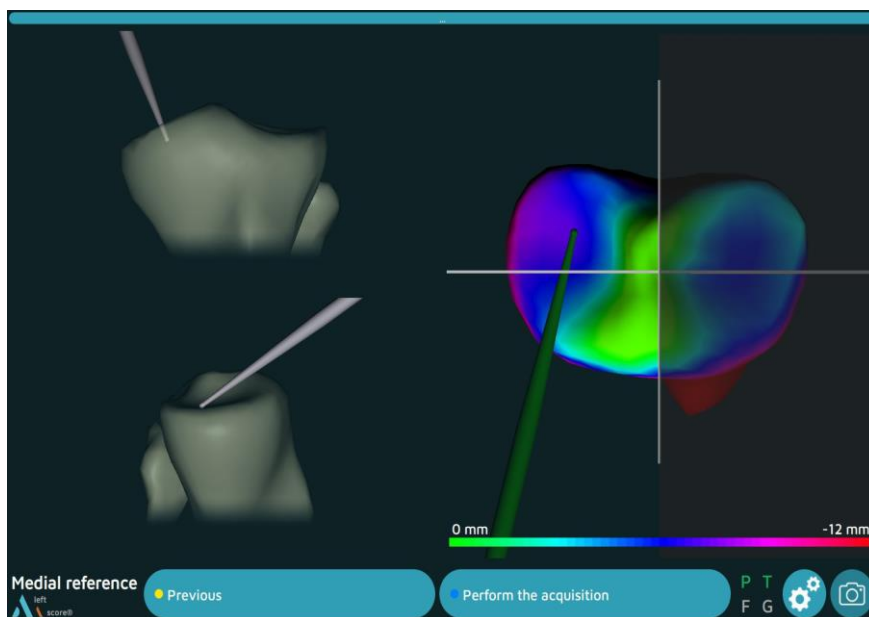 ...
0 mm
-12 mm
Medial reference
left
score®
Previous
Perform the acquisition
P T
F G